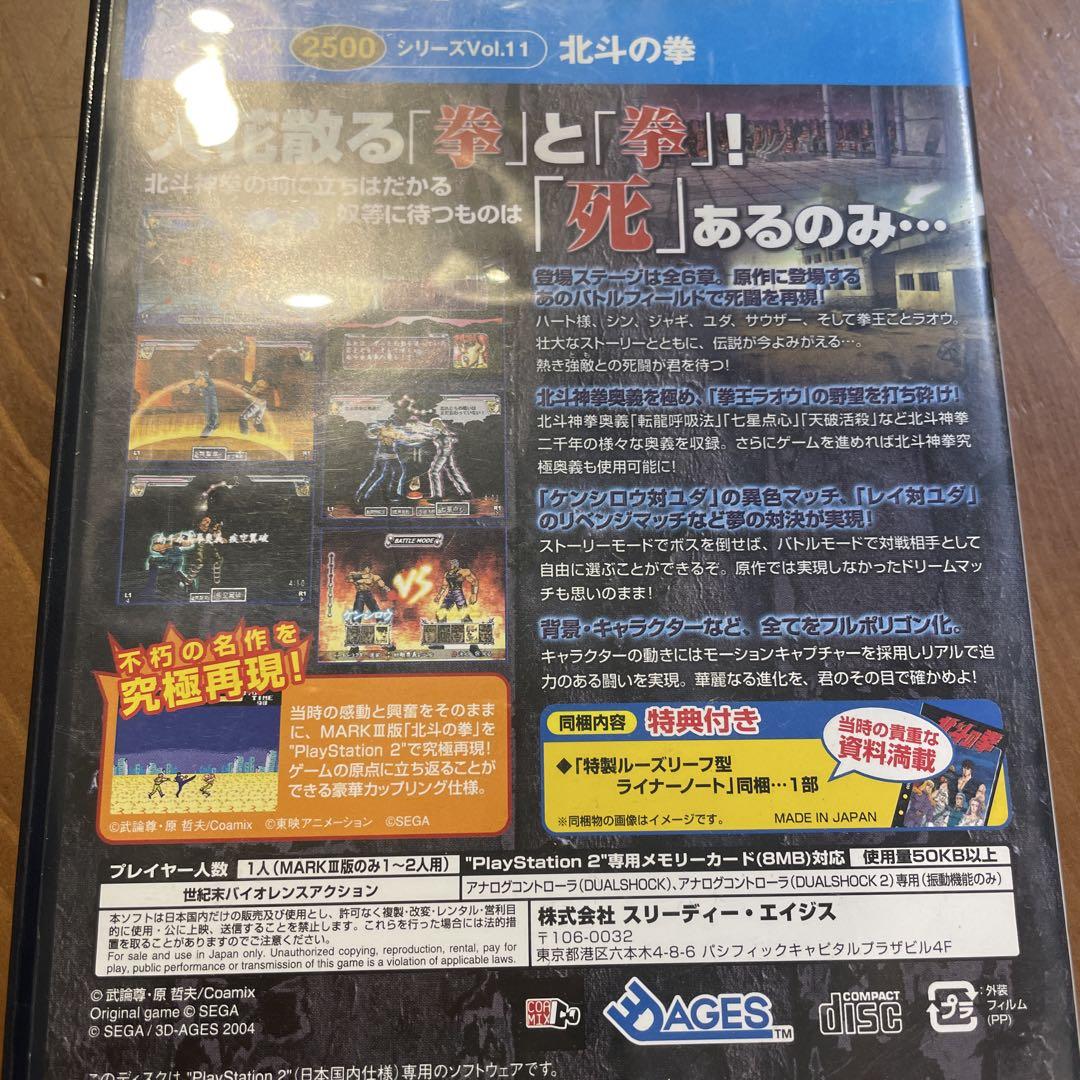 2500 シリーズVol.11 北斗の拳
散る「拳」と「拳」!
北斗神拳の前に立ちはだかる
奴等に待つものは「死」あるのみ…
登場ステージは全6章。原作に登場する
あのバトルフィールドで死闘を再現!
ハート様、シン、ジャギ、ユダ、サウザー、そして拳王ことラオウ。
壮大なストーリーとともに、伝説が今よみがえる…。
熱き強敵との死闘が君を待つ!
とも
北斗神拳奥義を極め、「拳王ラオウ」の野望を打ち砕け!
北斗神拳奥義「転龍呼吸法」「七星点心」「天破活殺」など北斗神拳
二千年の様々な奥義を収録。さらにゲームを進めれば北斗神拳究
極奥義も使用可能に!
「ケンシロウ対ユダ」の異色マッチ、「レイ対ユダ」
のリベンジマッチなど夢の対決が実現!
ストーリーモードでボスを倒せば、バトルモードで対戦相手として
自由に選ぶことができるぞ。原作では実現しなかったドリームマッ
チも思いのまま!
背景・キャラクターなど、全てをフルポリゴン化。
キャラクターの動きにはモーションキャプチャーを採用しリアルで迫
力のある闘いを実現。華麗なる進化を、君のその目で確かめよ!
L1
R1
L1
R1
L1
4:10
R1
BATTLE MODE
VS
ケンシロウ
不朽の名作を
究極再現!
TIME
98
当時の感動と興奮をそのまま
に、MARKⅢ版「北斗の拳」を
"PlayStation 2"で究極再現!
ゲームの原点に立ち返ることが
できる豪華カップリング仕様。
©武論尊・原 哲夫/Coamix ©東映アニメーション ©SEGA
同梱内容 特典付き
◆「特製ルーズリーフ型
ライナーノート」同梱…1部
※同梱物の画像はイメージです。 MADE IN JAPAN
当時の貴重な
資料満載
北斗の拳
プレイヤー人数 1人(MARKⅢ版のみ1〜2人用)
世紀末バイオレンスアクション
"PlayStation 2"専用メモリーカード(8MB)対応 使用量50KB以上
アナログコントローラ(DUALSHOCK)、アナログコントローラ(DUALSHOCK 2)専用(振動機能のみ)
本ソフトは日本国内だけの販売及び使用とし、許可なく複製・改変・レンタル・営利目
的に使用・公に上映、送信することを禁止します。これらを行った場合には法的措
置を取ることがありますのでご注意ください。
For sale and use in Japan only. Unauthorized copying, reproduction, rental, pay for
play, public performance or transmission of this game is a violation of applicable laws.
株式会社 スリーディー・エイジス
〒106-0032
東京都港区六本木4-8-6 パシフィックキャピタルプラザビル4F
© 武論尊・原 哲夫/Coamix
Original game © SEGA
© SEGA / 3D-AGES 2004
COA
MIX
3D AGES TM
COMPACT
disc
プラ
:外装
フィルム
(PP)
このディスクは "PlayStation 2"(日本国内仕様)専用のソフトウェアです。